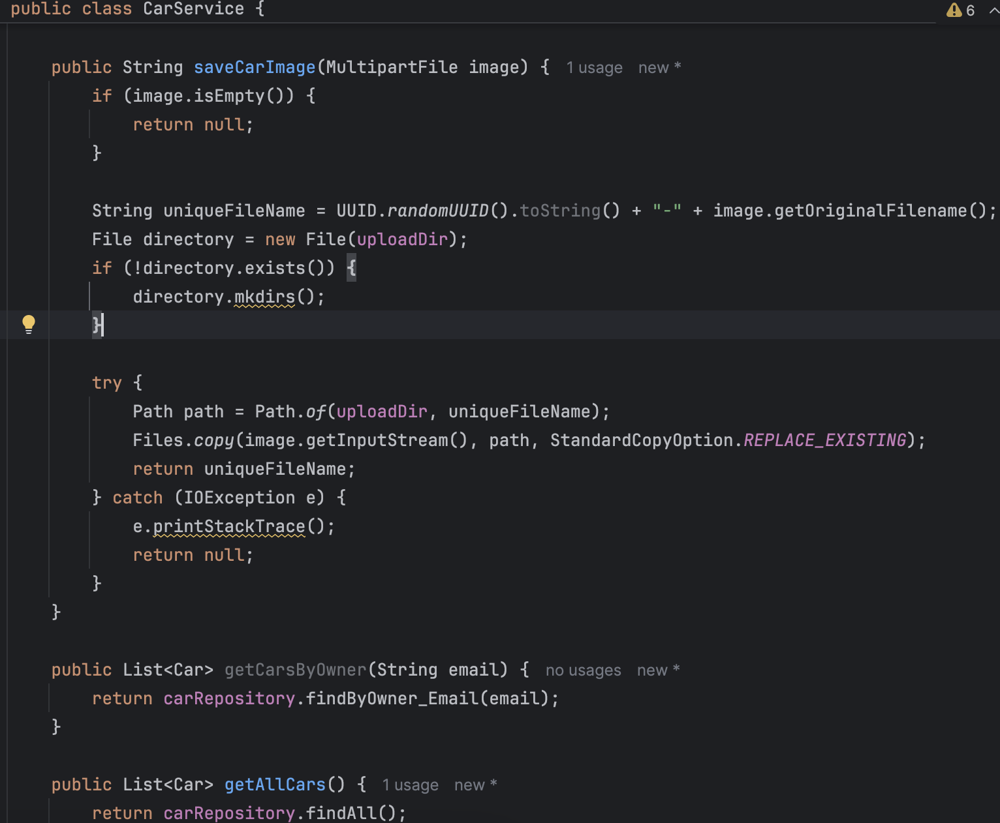 public class CarService {
6
public String saveCarImage(MultipartFile image) { 1 usage new *
if (image.isEmpty()) {
return null;
}
String uniqueFileName = UUID.randomUUID().toString() + "-" + image.getOriginalFilename();
File directory = new File(uploadDir);
if (!directory.exists()) {
directory.mkdirs();
}
try {
Path path = Path.of(uploadDir, uniqueFileName);
Files.copy(image.getInputStream(), path, StandardCopyOption.REPLACE_EXISTING);
return uniqueFileName;
} catch (IOException e) {
e.printStackTrace();
return null;
}
}
public List<Car> getCarsByOwner(String email) { no usages new *
return carRepository.findByOwner_Email(email);
}
public List<Car> getAllCars() { 1 usage new *
return carRepository.findAll();